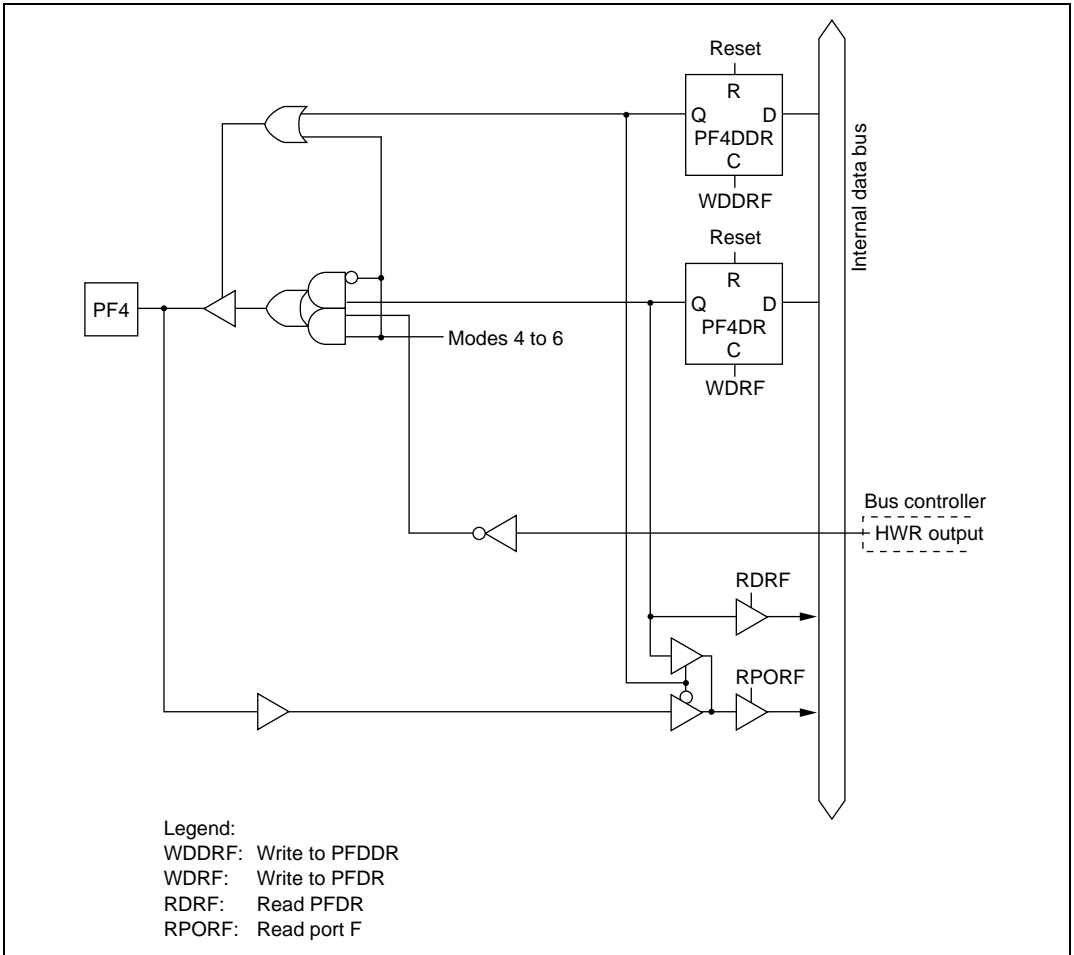 Reset
R
Q D
PF4DDR
C
WDDRF
Internal data bus
Reset
R
Q D
PF4DR
C
WDRF
PF4
Modes 4 to 6
Bus controller
HWR output
RDRF
RPORF
Legend:
WDDRF: Write to PFDDR
WDRF: Write to PFDR
RDRF: Read PFDR
RPORF: Read port F